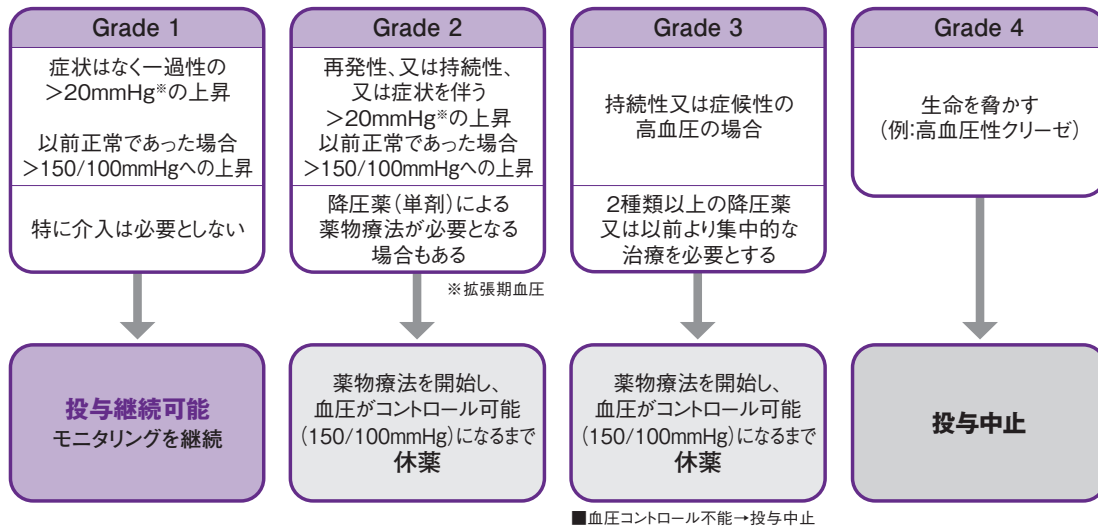 Grade 1
症状はなく一過性の
>20mmHg※の上昇
以前正常であった場合
>150/100mmHgへの上昇
特に介入は必要としない
投与継続可能
モニタリングを継続
Grade 2
再発性、又は持続性、
又は症状を伴う
>20mmHg※の上昇
以前正常であった場合
>150/100mmHgへの上昇
降圧薬(単剤)による
薬物療法が必要となる
場合もある
※拡張期血圧
薬物療法を開始し、
血圧がコントロール可能
(150/100mmHg)になるまで
休薬
Grade 3
持続性又は症候性の
高血圧の場合
2種類以上の降圧薬
又は以前より集中的な
治療を必要とする
薬物療法を開始し、
血圧がコントロール可能
(150/100mmHg)になるまで
休薬
■血圧コントロール不能→投与中止
Grade 4
生命を脅かす
(例:高血圧性クリーゼ)
投与中止